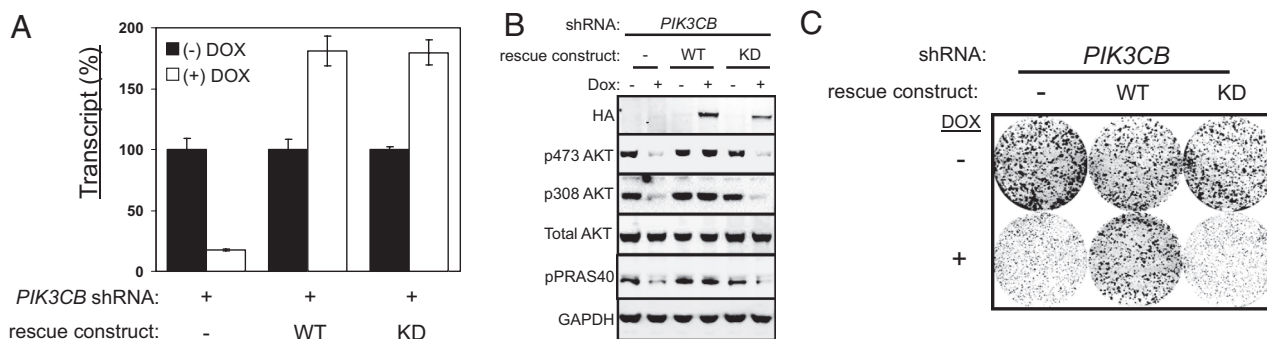 A
Transcript (%)
200
150
100
50
0
(-) DOX
(+) DOX
PIK3CB shRNA: + + +
rescue construct: - WT KD
B
shRNA: PIK3CB
rescue construct: - WT KD
Dox: - + - + - +
HA
p473 AKT
p308 AKT
Total AKT
pPRAS40
GAPDH
C
shRNA: PIK3CB
rescue construct: - WT KD
DOX
-
+